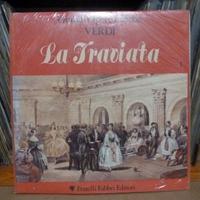 VERDI
La Traviata
Fratelli Fabbri Editori